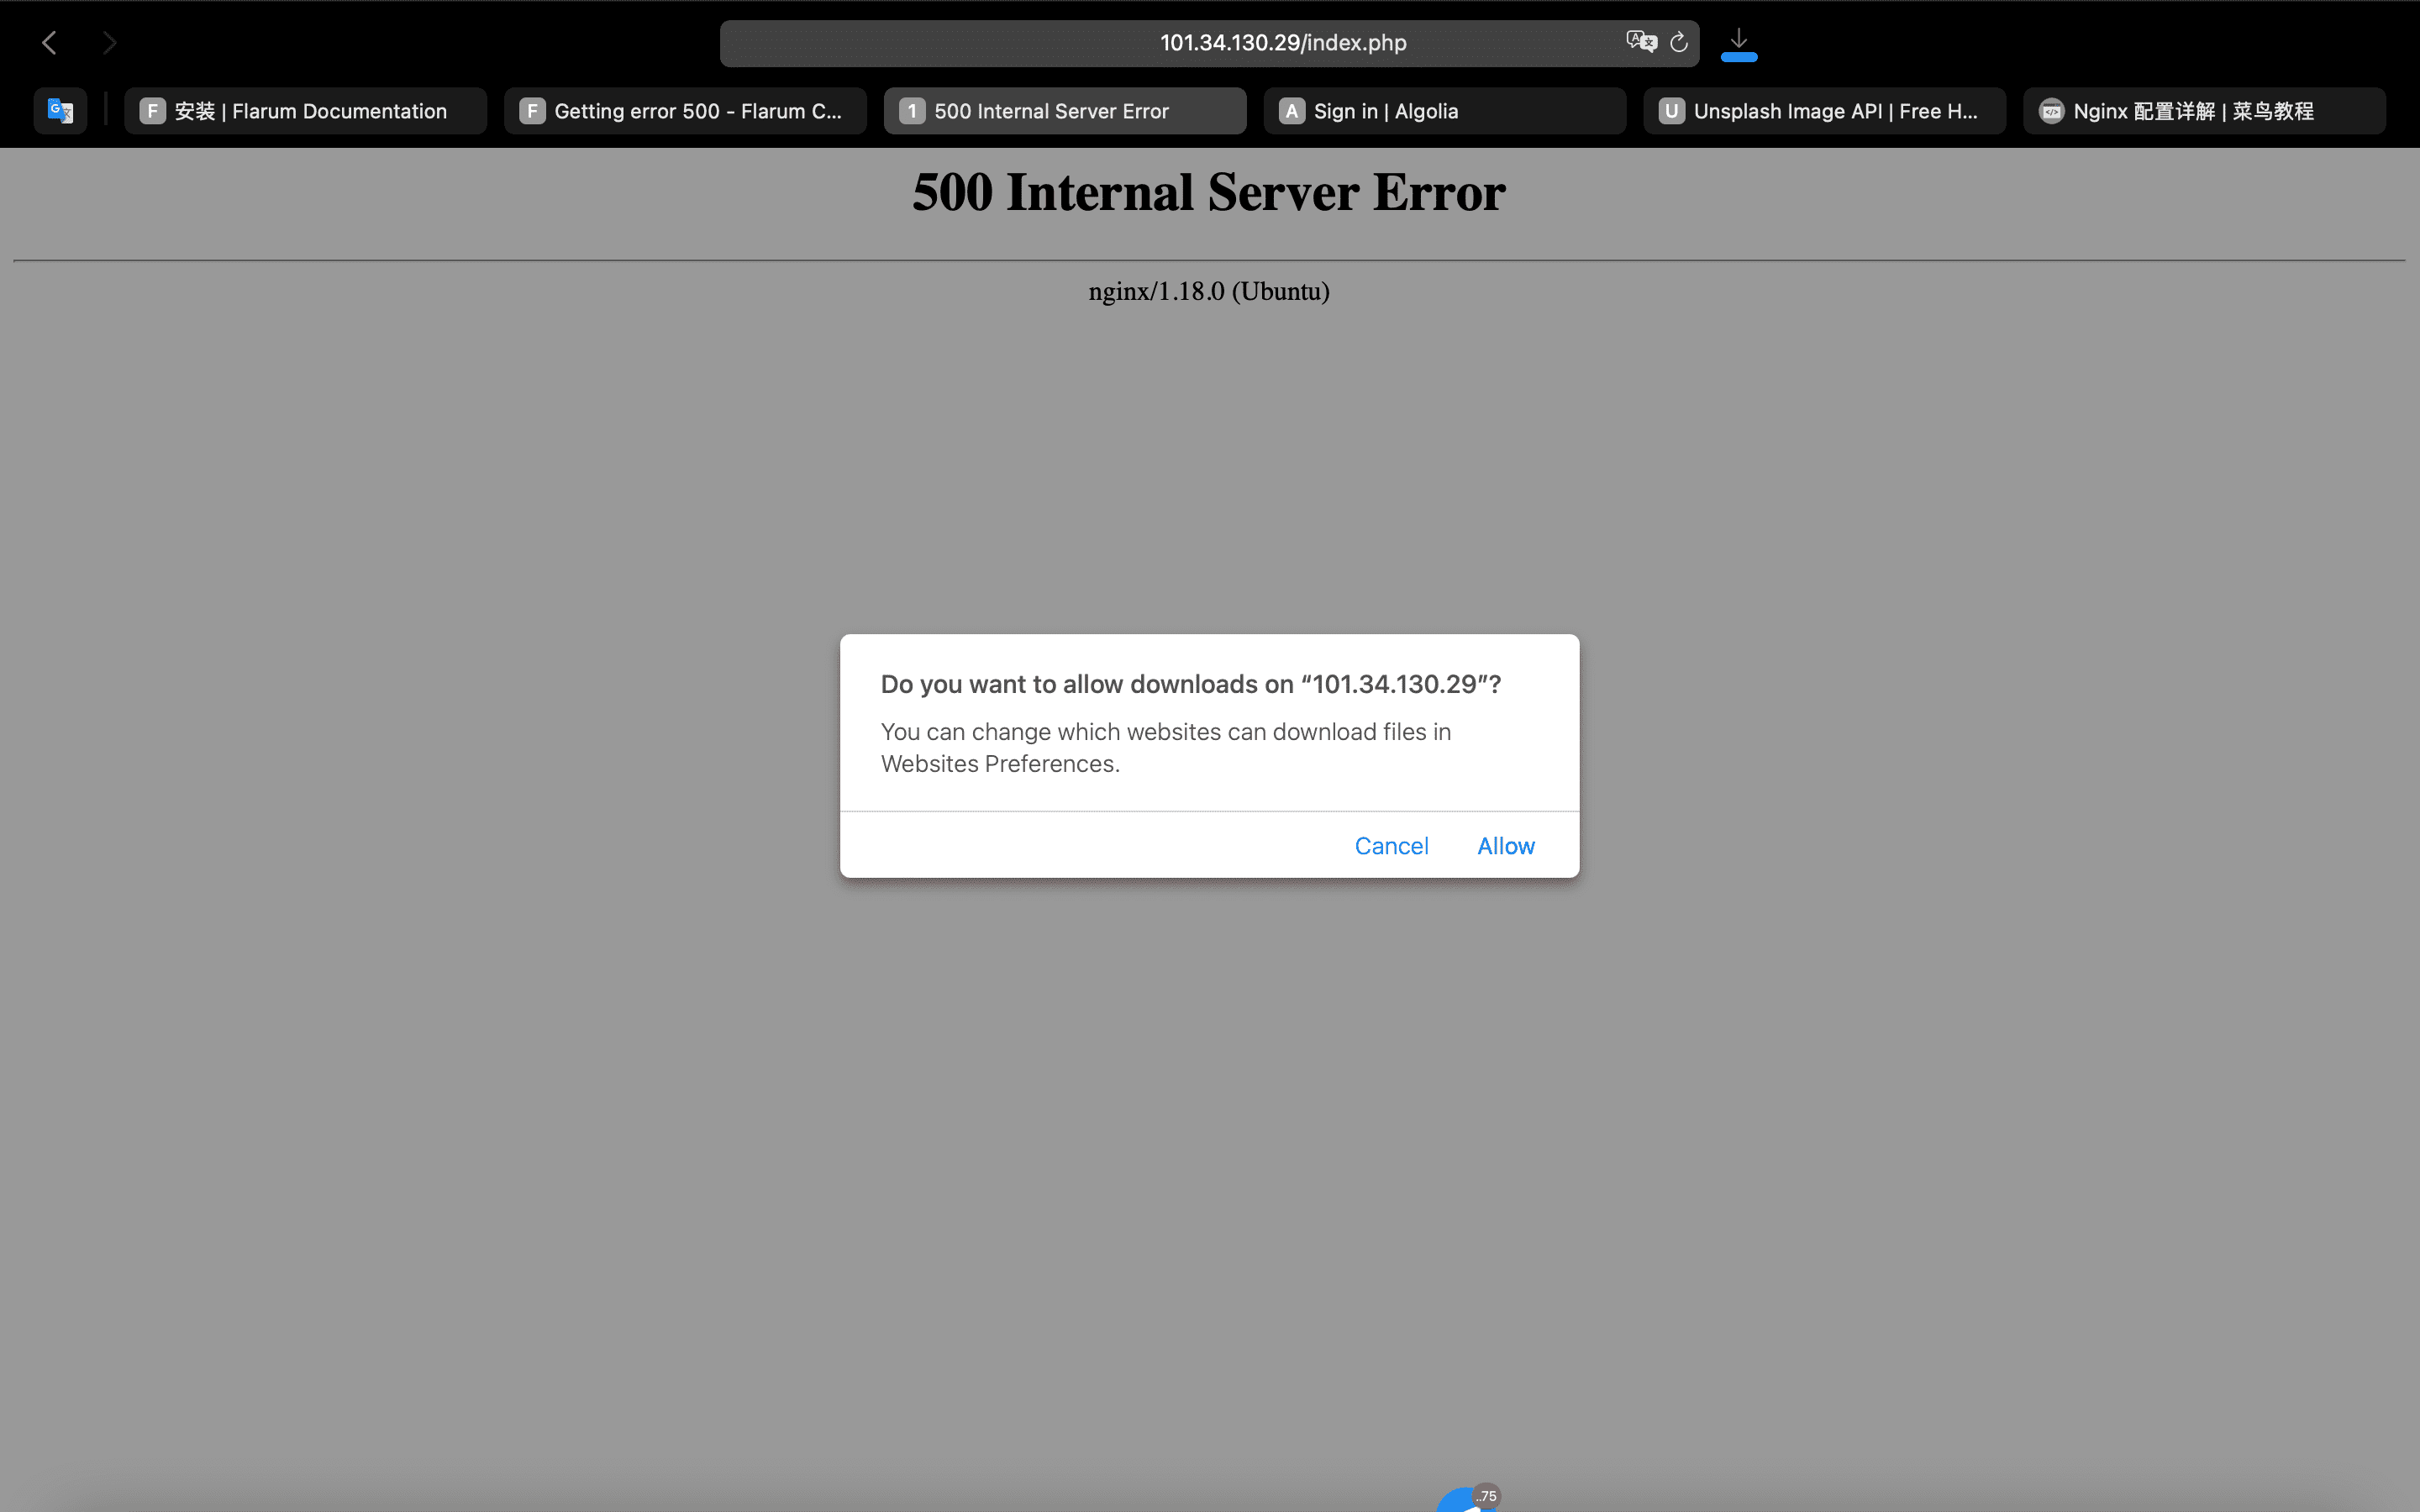 101.34.130.29/index.php
F 安装 | Flarum Documentation
F Getting error 500 - Flarum C...
1 500 Internal Server Error
A Sign in | Algolia
U Unsplash Image API | Free H...
Nginx 配置详解 | 菜鸟教程
500 Internal Server Error
nginx/1.18.0 (Ubuntu)
Do you want to allow downloads on “101.34.130.29”?
You can change which websites can download files in
Websites Preferences.
Cancel
Allow
..75